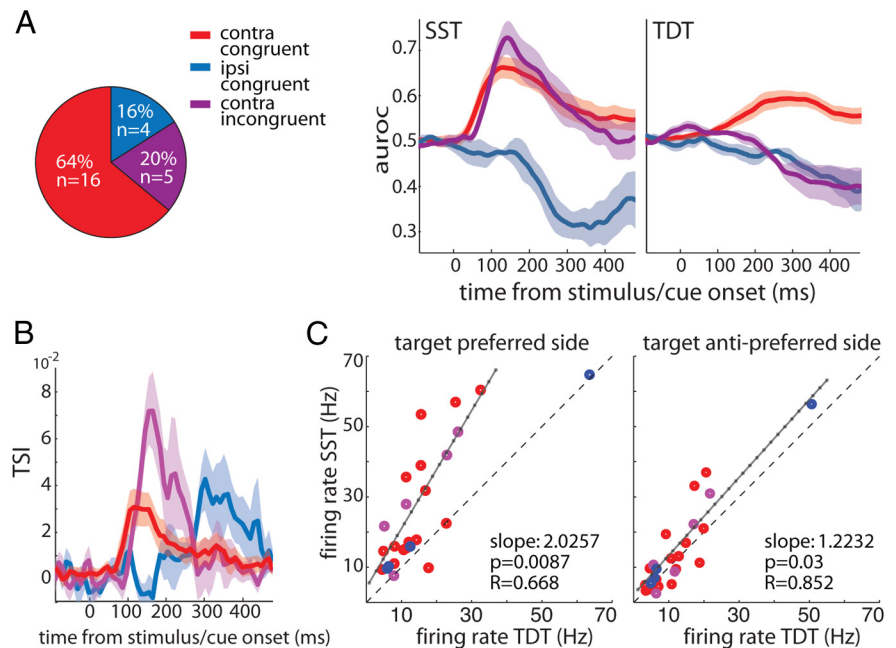 A
contra
congruent
ipsi
congruent
contra
incongruent
16%
n=4
20%
n=5
64%
n=16
SST
TDT
auroc
0.7
0.6
0.5
0.4
0.3
0 100 200 300 400
0 100 200 300 400
time from stimulus/cue onset (ms)
B
10-2
TSI
8
6
4
2
0
0 100 200 300 400
time from stimulus/cue onset (ms)
C
target preferred side
firing rate SST (Hz)
70
50
30
10
slope: 2.0257
p=0.0087
R=0.668
10 30 50 70
firing rate TDT (Hz)
target anti-preferred side
70
50
30
10
slope: 1.2232
p=0.03
R=0.852
10 30 50 70
firing rate TDT (Hz)